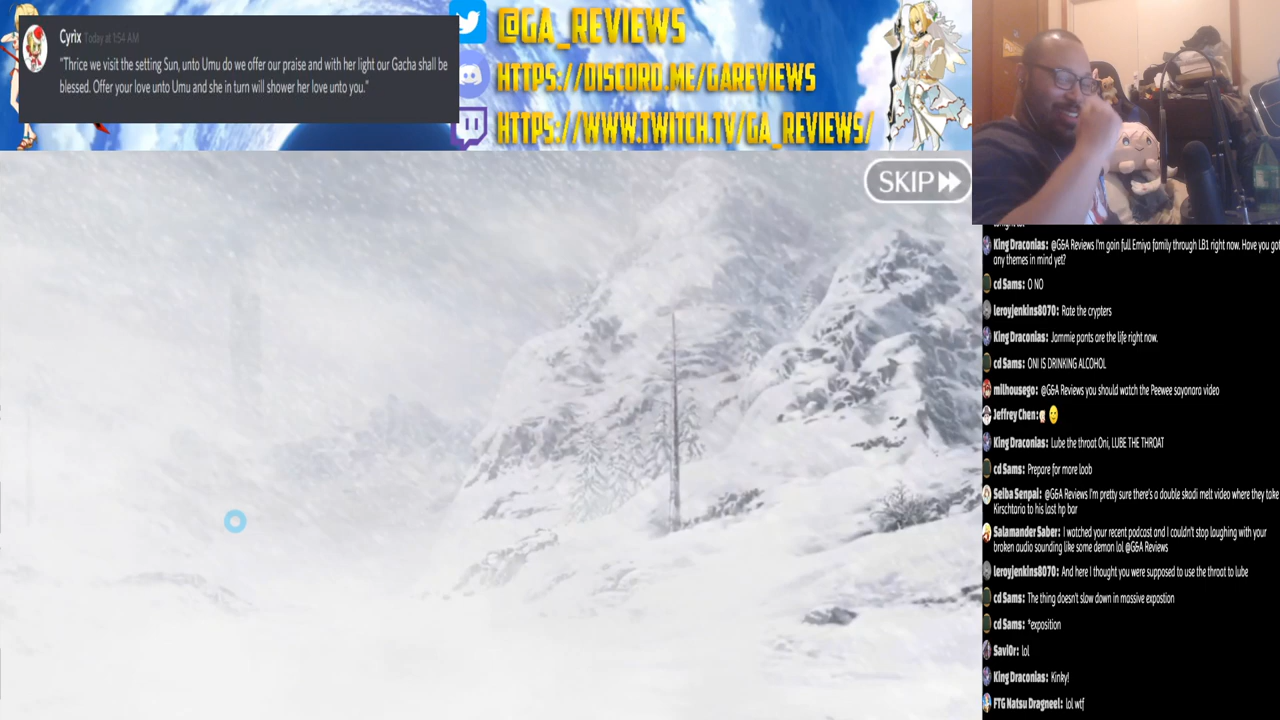 Cyrix Today at 1:54 AM
"Thrice we visit the setting Sun, unto Umu do we offer our praise and with her light our Gacha shall be
blessed. Offer your love unto Umu and she in turn will shower her love unto you."
@GA_REVIEWS
HTTPS://DISCORD.ME/GAREVIEWS
HTTPS://WWW.TWITCH.TV/GA_REVIEWS/
SKIP
King Draconias: @G&A Reviews I'm goin full Emiya family through LB1 right now. Have you got
any themes in mind yet?
cd Sams: O NO
leroyjenkins8070: Rate the crypters
King Draconias: Jammie pants are the life right now.
cd Sams: ONI IS DRINKING ALCOHOL
milhousego: @G&A Reviews you should watch the Peewee sayonara video
Jeffrey Chen:
King Draconias: Lube the throat Oni, LUBE THE THROAT
cd Sams: Prepare for more loob
Seiba Senpai: @G&A Reviews I'm pretty sure there's a double skadi melt video where they take
Kirschtaria to his last hp bar
Salamander Saber: I watched your recent podcast and I couldn't stop laughing with your
broken audio sounding like some demon lol @G&A Reviews
leroyjenkins8070: And here I thought you were supposed to use the throat to lube
cd Sams: The thing doesn't slow down in massive expostion
cd Sams: *exposition
Savi0r: lol
King Draconias: Kinky!
FTG Natsu Dragneel: lol wtf